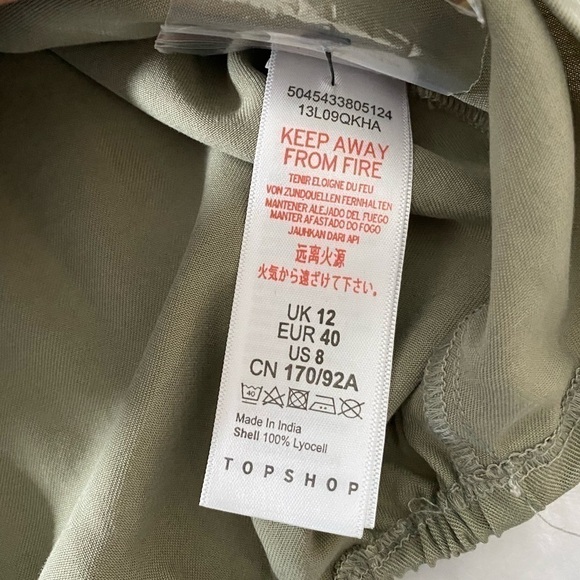 5045433805124
13L09QKHA
KEEP AWAY
FROM FIRE
TENIR ELOIGNE DU FEU
VON ZUNDQUELLEN FERNHALTEN
MANTENER ALEJADO DEL FUEGO
MANTER AFASTADO DO FOGO
JAUHKAN DARI API
远离火源
火気から遠ざけて下さい。
UK 12
EUR 40
US 8
CN 170/92A
40
Made In India
Shell 100% Lyocell
TOPSHOP